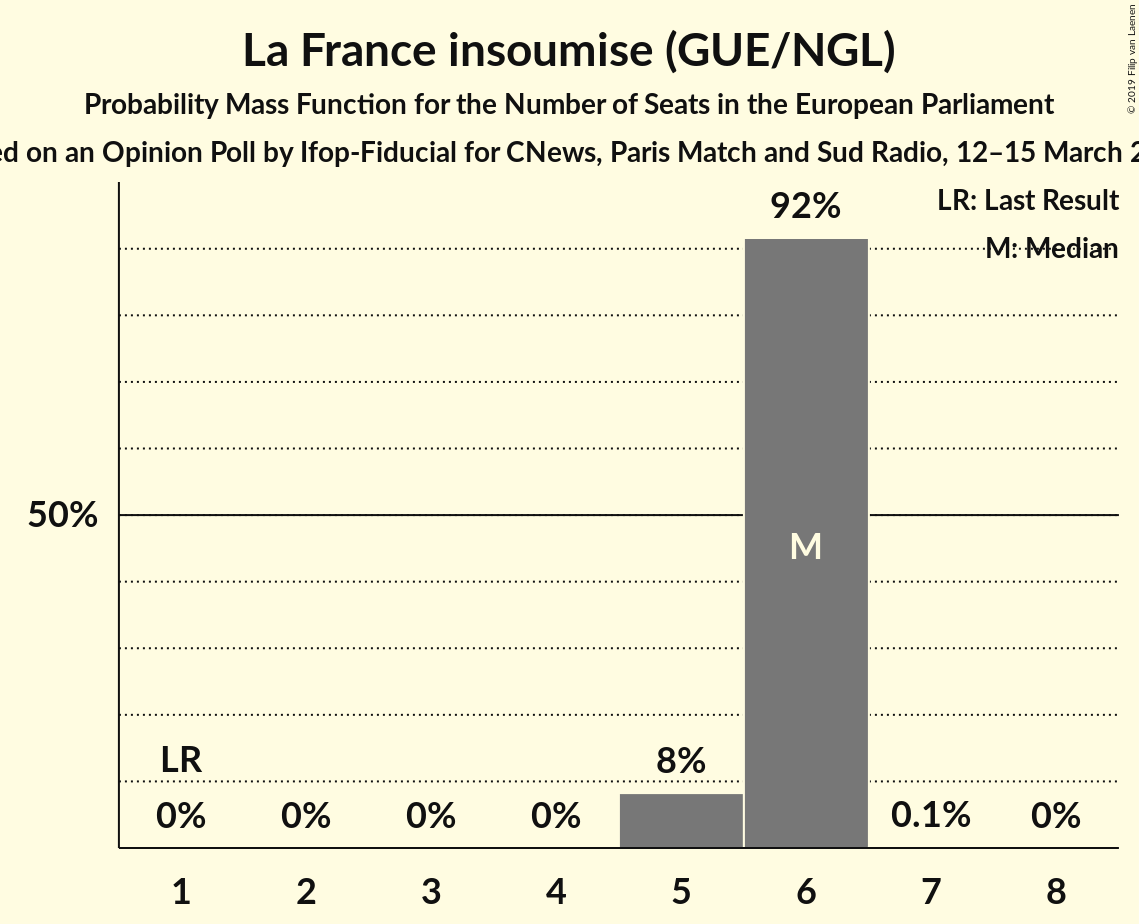 La France insoumise (GUE/NGL)
Probability Mass Function for the Number of Seats in the European Parliament
on an Opinion Poll by Ifop-Fiducial for CNews, Paris Match and Sud Radio, 12–15 March
© 2019 Filip van Laenen
LR: Last Result
M: Median
92%
50%
M
LR
8%
0% 0% 0% 0% 0.1% 0%
1 2 3 4 5 6 7 8